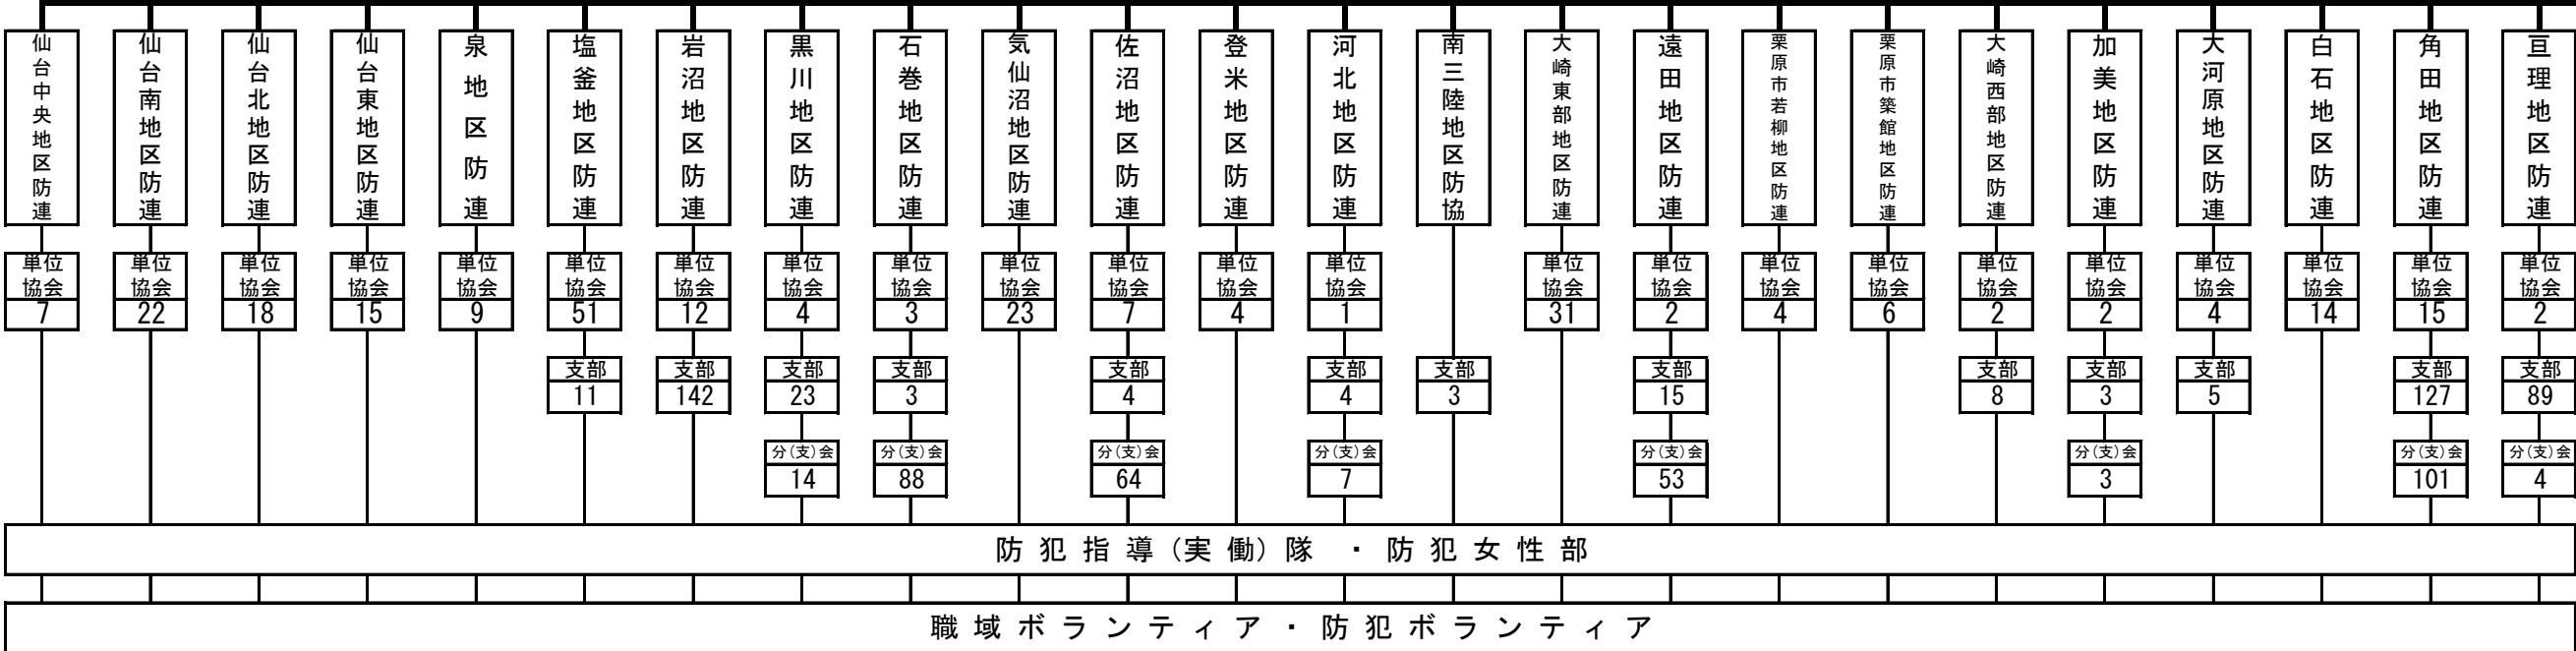 仙台中央地区防連
仙台南地区防連
仙台北地区防連
仙台東地区防連
泉地区防連
塩釜地区防連
岩沼地区防連
黒川地区防連
石巻地区防連
気仙沼地区防連
佐沼地区防連
登米地区防連
河北地区防連
南三陸地区防協
大崎東部地区防連
遠田地区防連
栗原市若柳地区防連
栗原市築館地区防連
大崎西部地区防連
加美地区防連
大河原地区防連
白石地区防連
角田地区防連
亘理地区防連
単位 単位 単位 単位 単位 単位 単位 単位 単位 単位 単位 単位 単位 単位 単位 単位 単位 単位 単位 単位 単位 単位 単位
協会 協会 協会 協会 協会 協会 協会 協会 協会 協会 協会 協会 協会 協会 協会 協会 協会 協会 協会 協会 協会 協会 協会
7 22 18 15 9 51 12 4 3 23 7 4 1 31 2 4 6 2 2 4 14 15 2
支部 支部 支部 支部 支部 支部 支部 支部 支部 支部 支部 支部 支部
11 142 23 3 4 4 3 15 8 3 5 127 89
分(支)会 分(支)会 分(支)会 分(支)会 分(支)会 分(支)会 分(支)会 分(支)会
14 88 64 7 53 3 101 4
防犯指導(実働)隊 ・ 防犯女性部
職域ボランティア・防犯ボランティア